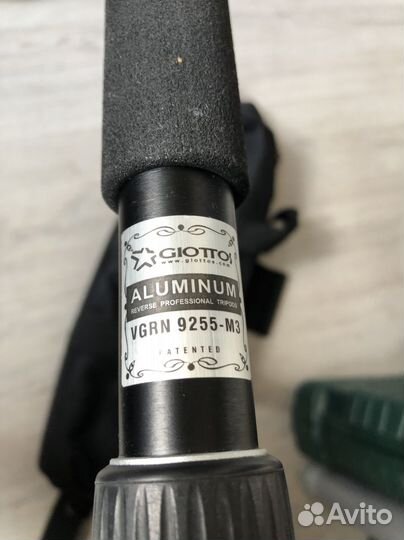 GIOTTOS
www.giottos.com
ALUMINUM
REVERSE PROFESSIONAL TRIPODS
VGRN 9255-M3
PATENTED
Avito